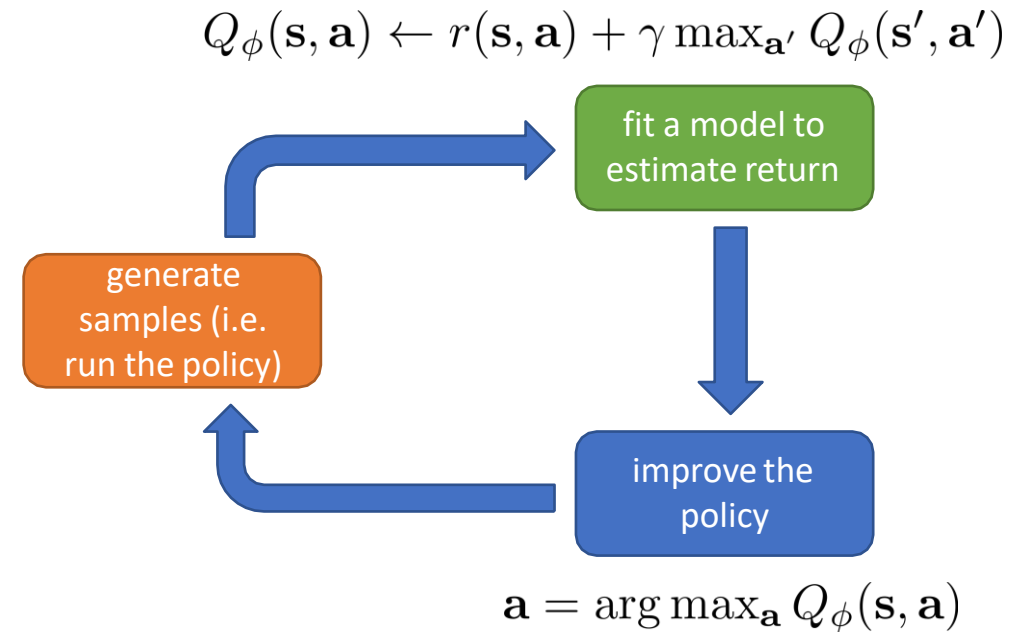 Q_ϕ(s, a) ← r(s, a) + γ max_a′ Q_ϕ(s′, a′)
fit a model to
estimate return
generate
samples (i.e.
run the policy)
improve the
policy
a = arg max_a Q_ϕ(s, a)